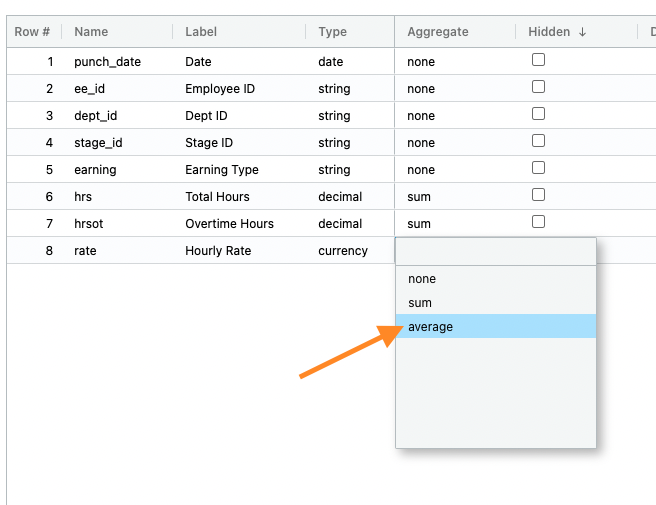 Row # Name Label Type Aggregate Hidden ↓ D
1 punch_date Date date none
2 ee_id Employee ID string none
3 dept_id Dept ID string none
4 stage_id Stage ID string none
5 earning Earning Type string none
6 hrs Total Hours decimal sum
7 hrsot Overtime Hours decimal sum
8 rate Hourly Rate currency
none
sum
average